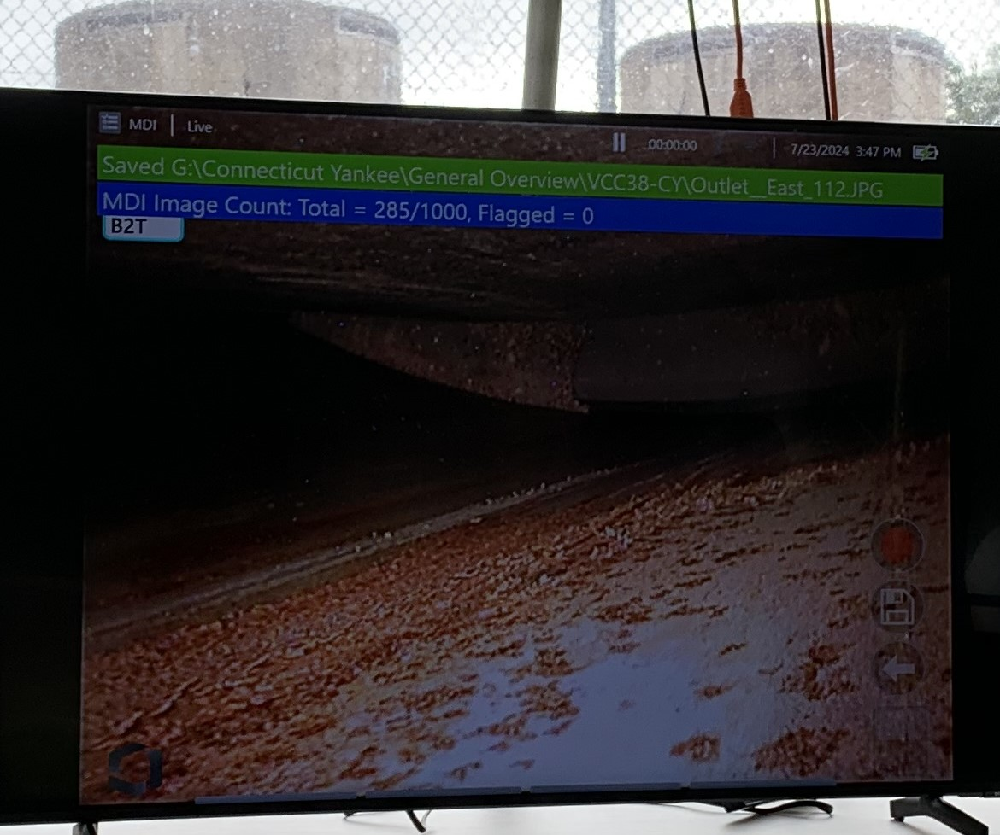 MDI Live 00:00:00 7/23/2024 3:47 PM
Saved G:\Connecticut Yankee\General Overview\VCC38-CY\Outlet__East_112.JPG
MDI Image Count: Total = 285/1000, Flagged = 0
B2T